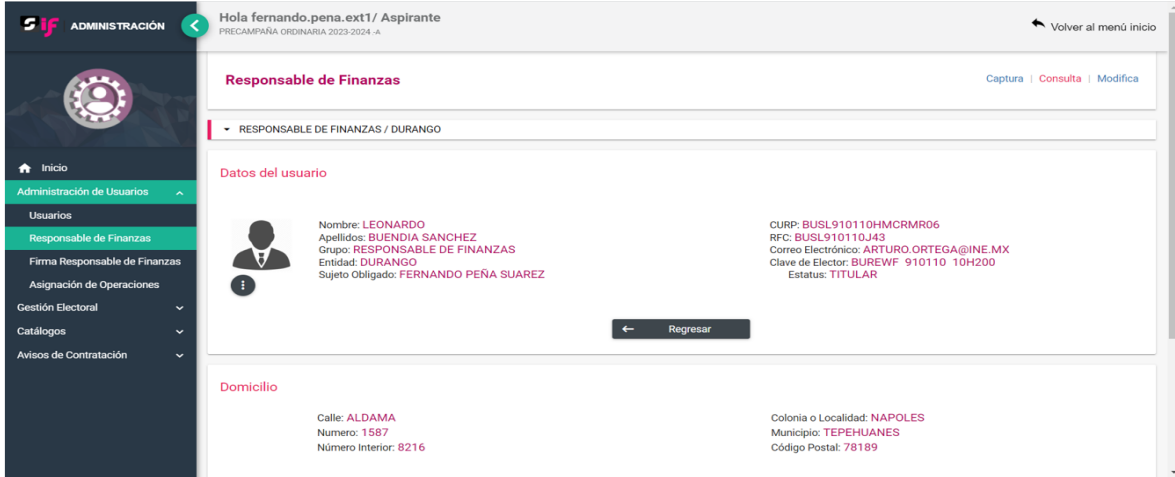 SIF ADMINISTRACIÓN
Hola fernando.pena.ext1/ Aspirante
PRECAMPAÑA ORDINARIA 2023-2024 -A
Volver al menú inicio
Responsable de Finanzas
Captura | Consulta | Modifica
RESPONSABLE DE FINANZAS / DURANGO
Inicio
Administración de Usuarios
Usuarios
Responsable de Finanzas
Firma Responsable de Finanzas
Asignación de Operaciones
Gestión Electoral
Catálogos
Avisos de Contratación
Datos del usuario
Nombre: LEONARDO
Apellidos: BUENDIA SANCHEZ
Grupo: RESPONSABLE DE FINANZAS
Entidad: DURANGO
Sujeto Obligado: FERNANDO PEÑA SUAREZ
CURP: BUSL910110HMCRMR06
RFC: BUSL910110J43
Correo Electrónico: ARTURO.ORTEGA@INE.MX
Clave de Elector: BUREWF 910110 10H200
Estatus: TITULAR
Regresar
Domicilio
Calle: ALDAMA
Numero: 1587
Número Interior: 8216
Colonia o Localidad: NAPOLES
Municipio: TEPEHUANES
Código Postal: 78189